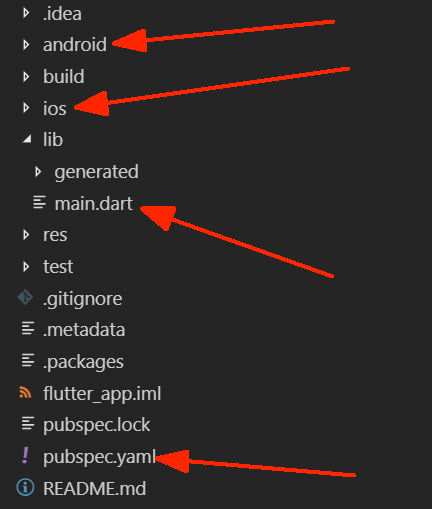 .idea
android
build
ios
lib
generated
main.dart
res
test
.gitignore
.metadata
.packages
flutter_app.iml
pubspec.lock
pubspec.yaml
README.md